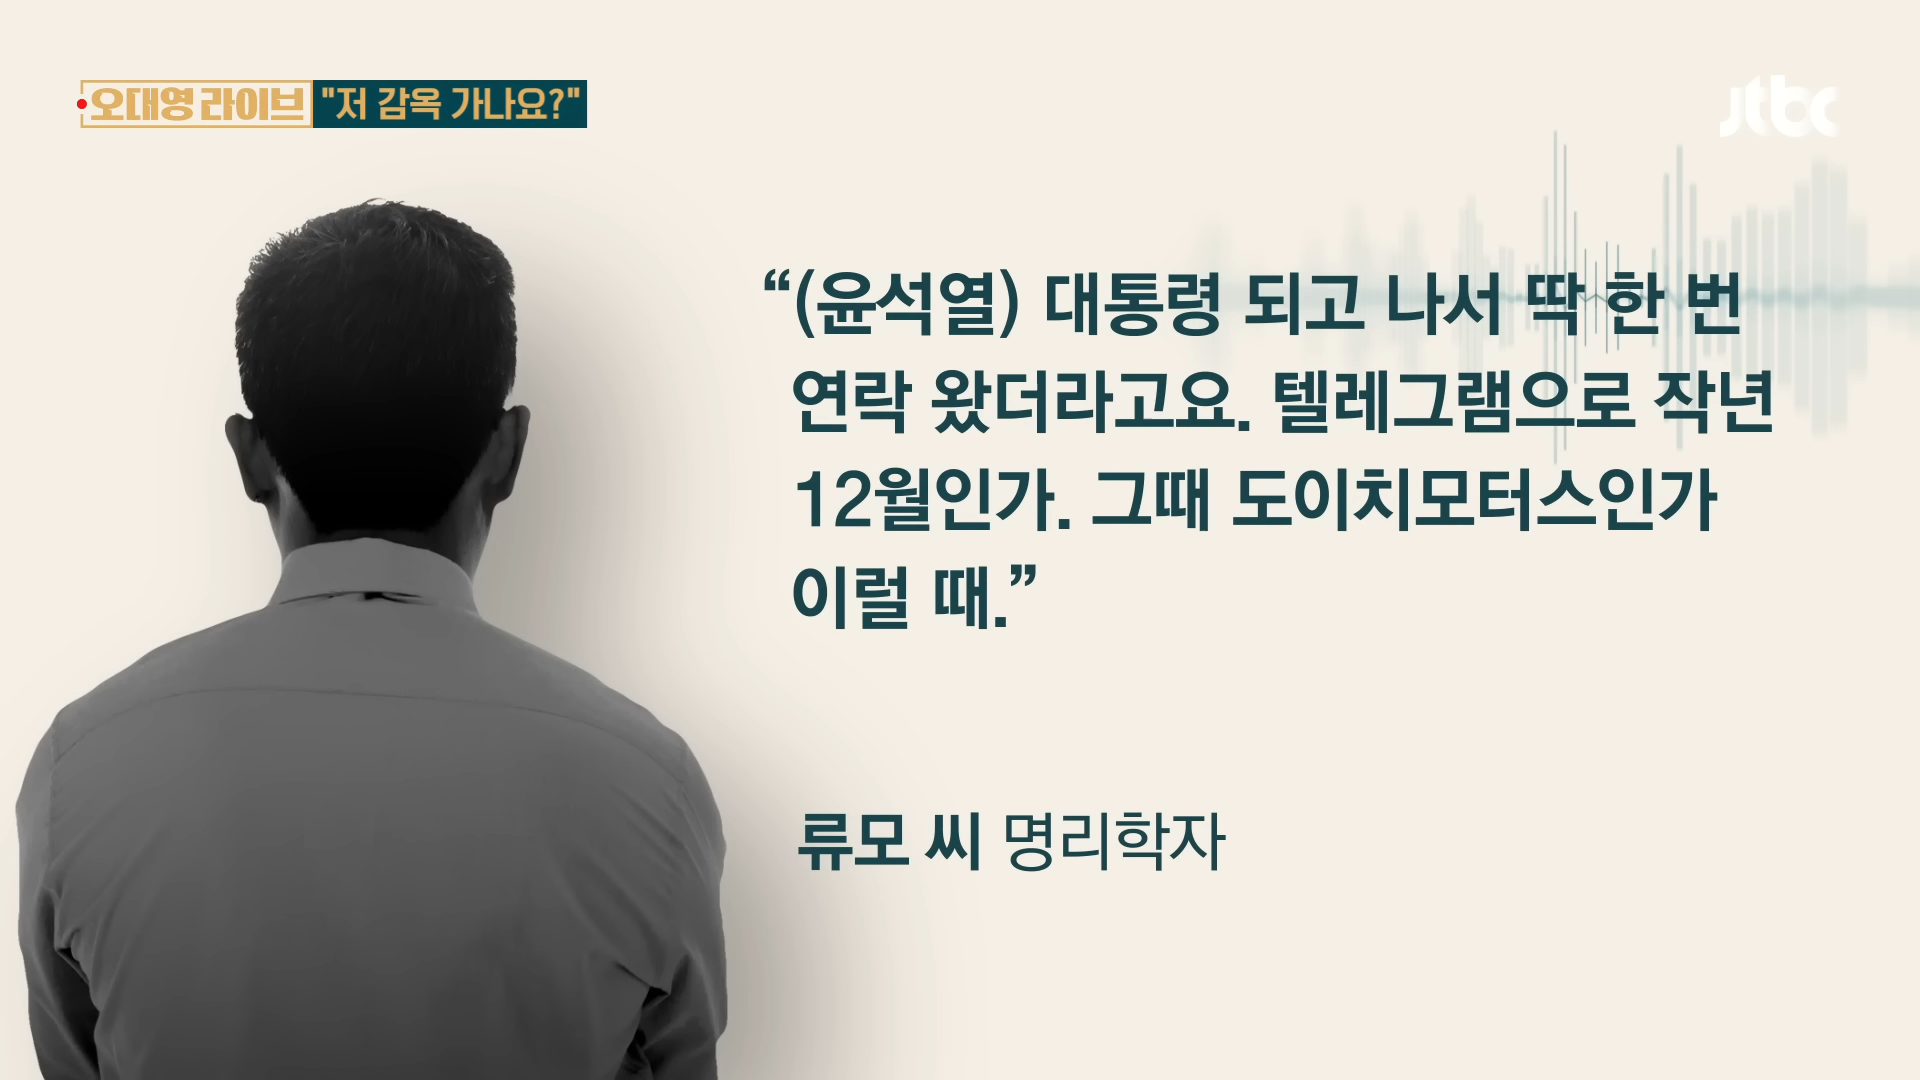 오대영 라이브 "저 감옥 가나요?"
jtbc
“(윤석열) 대통령 되고 나서 딱 한 번
연락 왔더라고요. 텔레그램으로 작년
12월인가. 그때 도이치모터스인가
이럴 때.”
류모 씨 명리학자